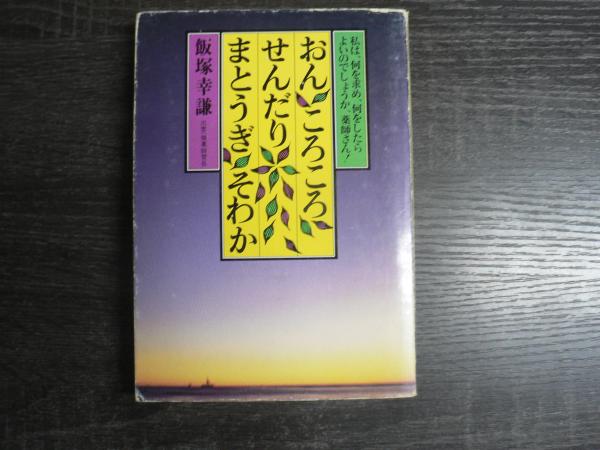 私は、何を求め、何をしたら
よいのでしょうか、薬師さん!
おんころころ
せんだり
まとうぎそわか
飯塚幸謙